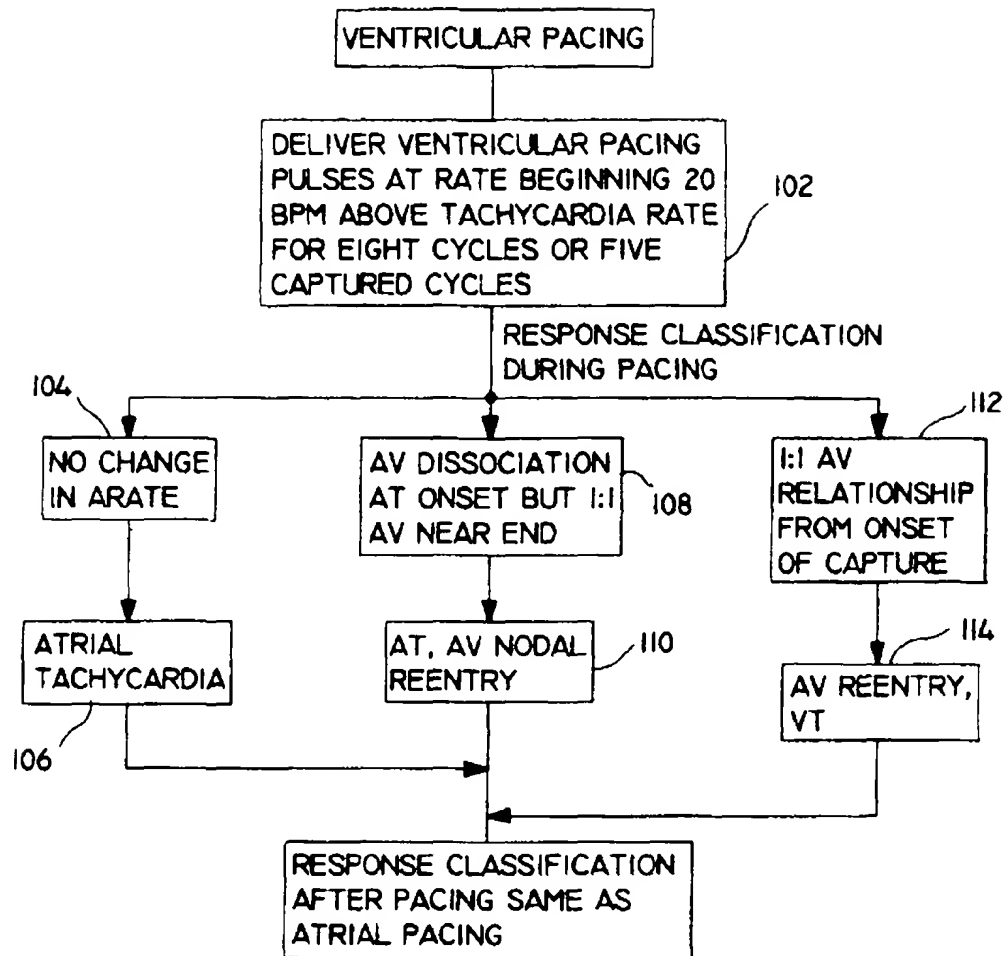 VENTRICULAR PACING
DELIVER VENTRICULAR PACING
PULSES AT RATE BEGINNING 20
BPM ABOVE TACHYCARDIA RATE
FOR EIGHT CYCLES OR FIVE
CAPTURED CYCLES
102
RESPONSE CLASSIFICATION
DURING PACING
104
NO CHANGE
IN ARATE
AV DISSOCIATION
AT ONSET BUT 1:1
AV NEAR END
108
112
1:1 AV
RELATIONSHIP
FROM ONSET
OF CAPTURE
ATRIAL
TACHYCARDIA
106
AT, AV NODAL
REENTRY
110
114
AV REENTRY,
VT
RESPONSE CLASSIFICATION
AFTER PACING SAME AS
ATRIAL PACING